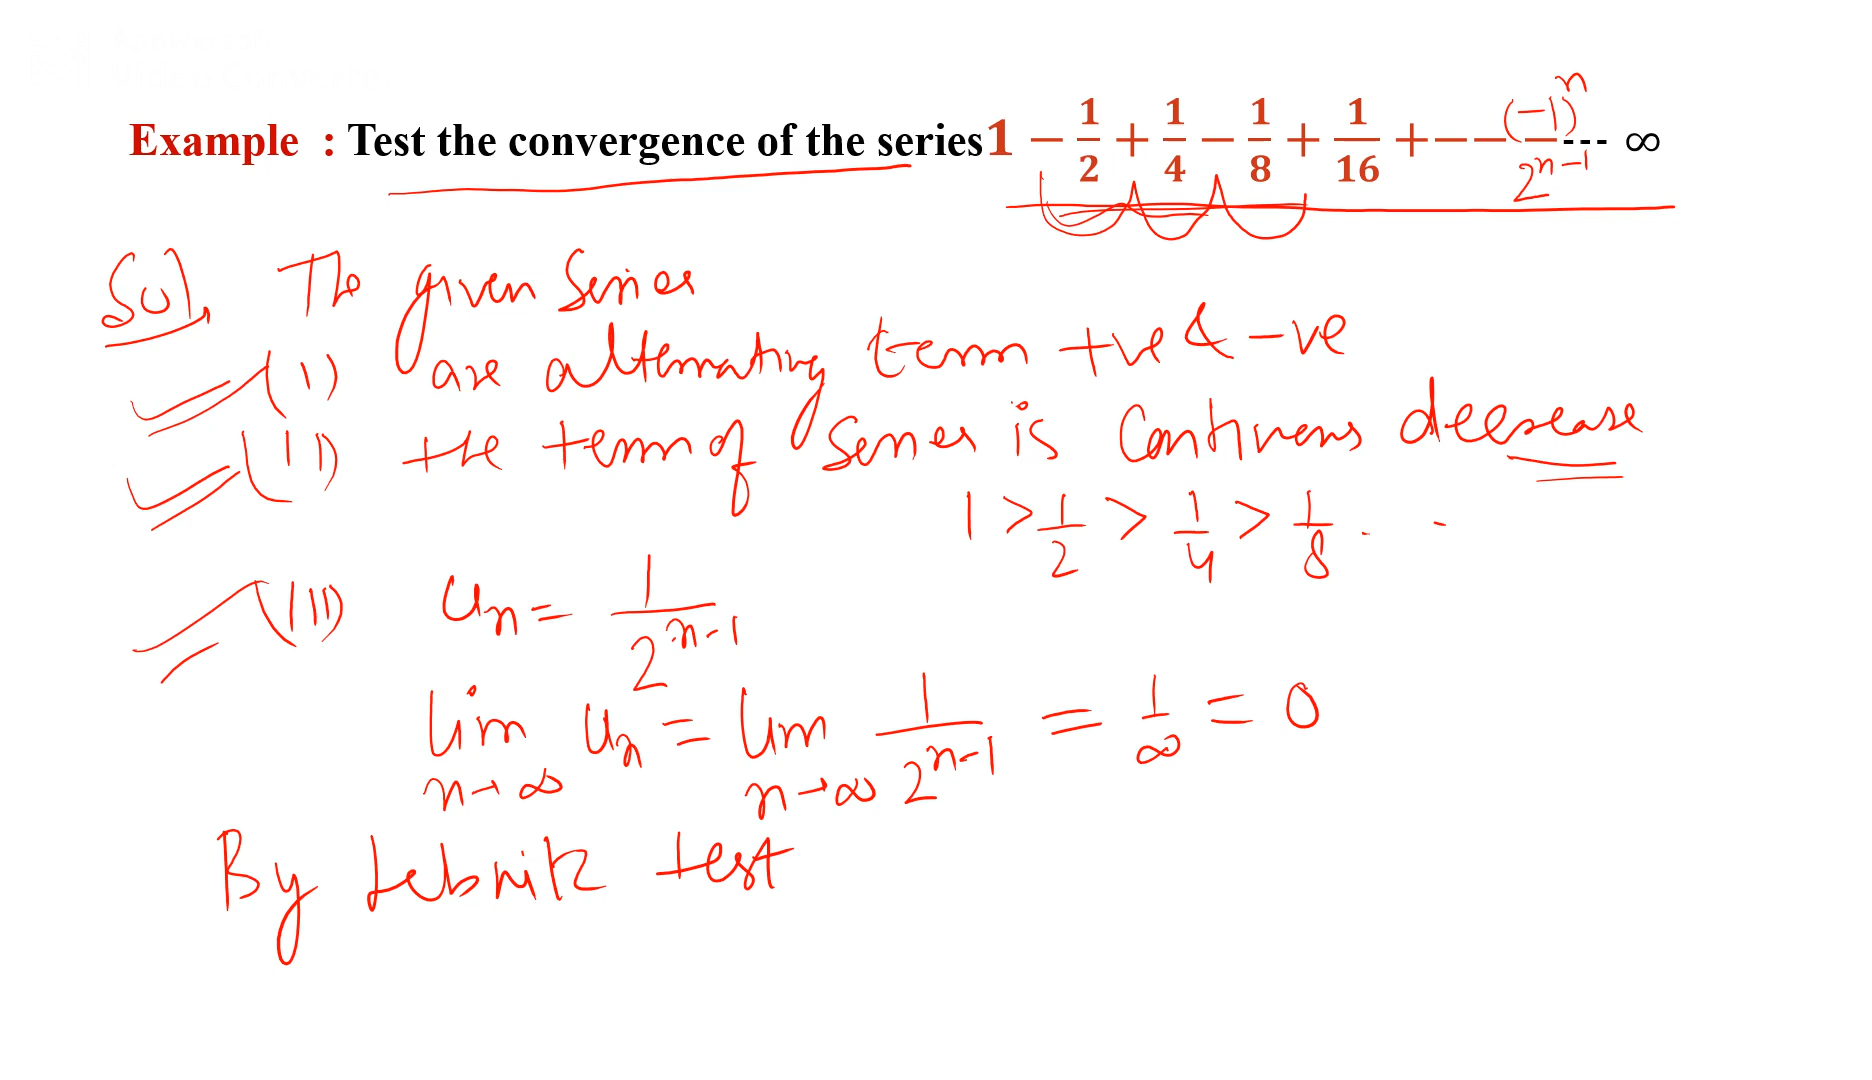 Example : Test the convergence of the series 1 − 1/2 + 1/4 − 1/8 + 1/16 + − − (-1)^n/2^(n-1) --- ∞
Sol. The given Series
(i) are alternating term +ve & -ve
(ii) the term of Series is Continous decrease
1 > 1/2 > 1/4 > 1/8 . -
(iii) un = 1/2^(n-1)
lim n→∞ un = lim n→∞ 1/2^(n-1) = 1/∞ = 0
By Lebnitz test